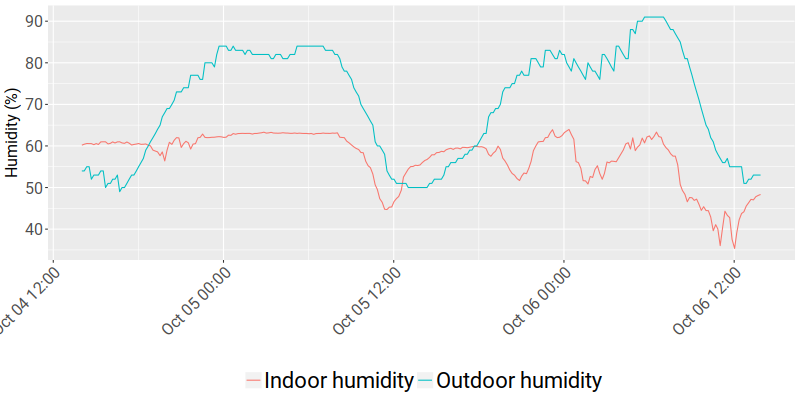 Humidity (%)
90
80
70
60
50
40
Oct 04 12:00
Oct 05 00:00
Oct 05 12:00
Oct 06 00:00
Oct 06 12:00
Indoor humidity
Outdoor humidity